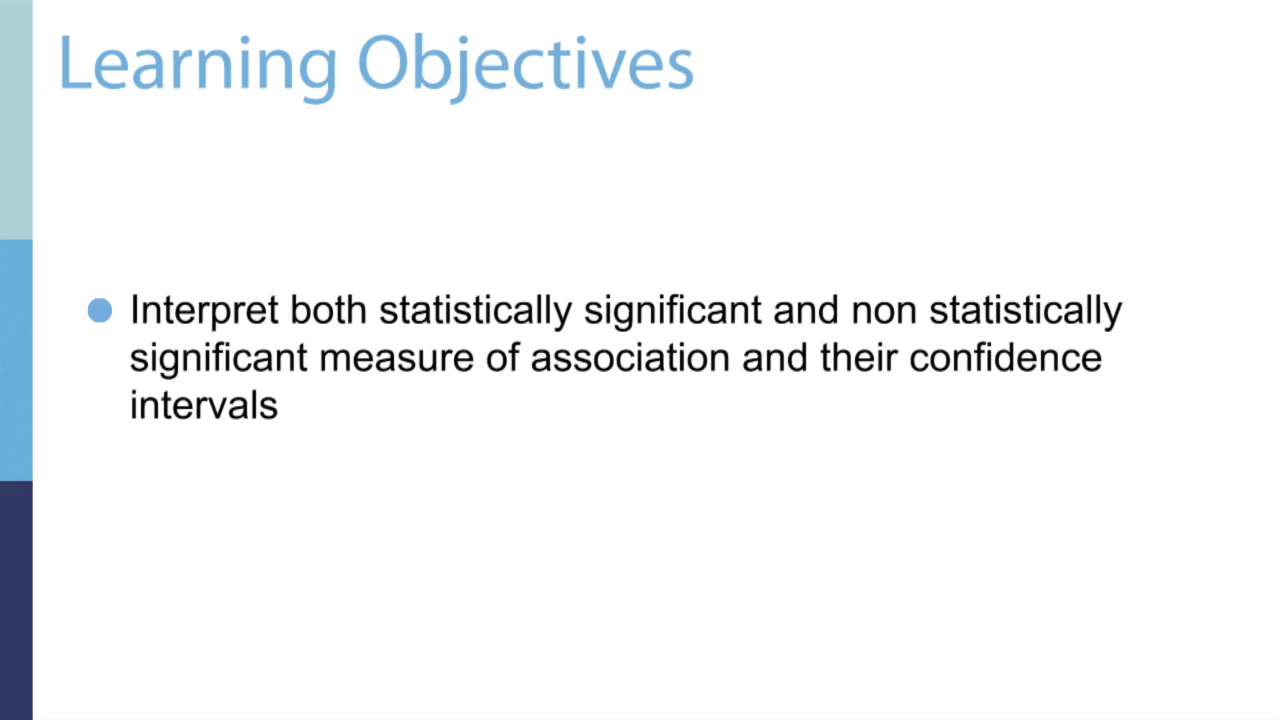 Learning Objectives
Interpret both statistically significant and non statistically
significant measure of association and their confidence
intervals